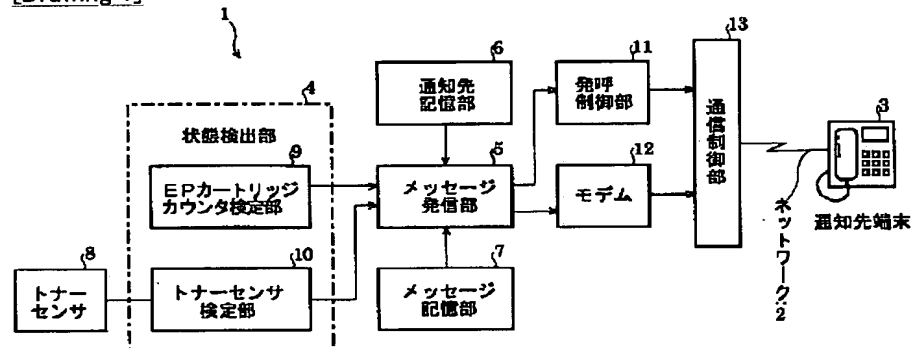 1
4
状態検出部
9
EPカートリッジ
カウンタ検定部
8
トナー
センサ
10
トナーセンサ
検定部
6
通知先
記憶部
5
メッセージ
発信部
7
メッセージ
記憶部
11
発呼
制御部
12
モデム
13
通信制御部
3
ネットワーク2
通知先端末